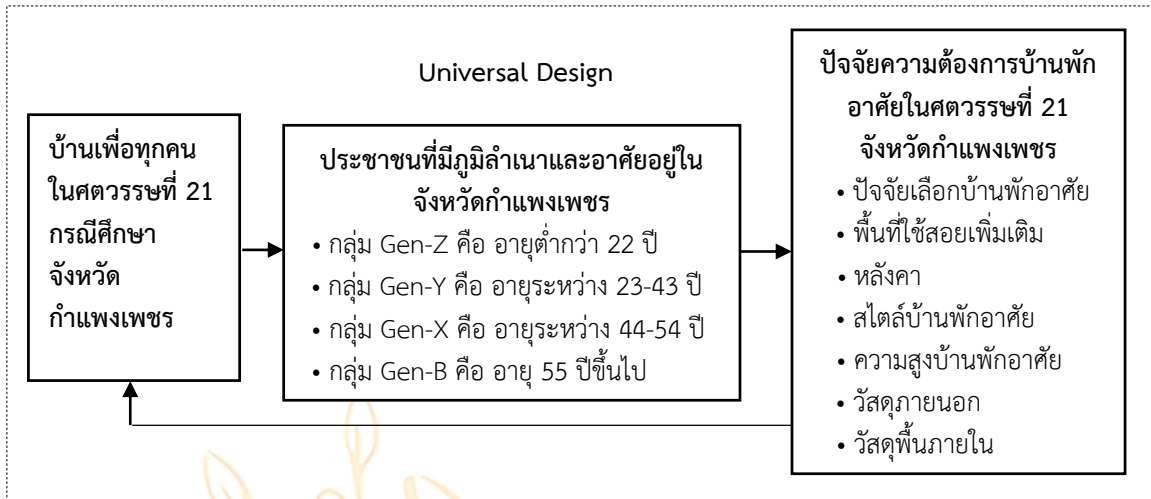 Universal Design
บ้านเพื่อทุกคน
ในศตวรรษที่ 21
กรณีศึกษา
จังหวัด
กำแพงเพชร
ประชาชนที่มีภูมิลำเนาและอาศัยอยู่ใน
จังหวัดกำแพงเพชร
• กลุ่ม Gen-Z คือ อายุต่ำกว่า 22 ปี
• กลุ่ม Gen-Y คือ อายุระหว่าง 23-43 ปี
• กลุ่ม Gen-X คือ อายุระหว่าง 44-54 ปี
• กลุ่ม Gen-B คือ อายุ 55 ปีขึ้นไป
ปัจจัยความต้องการบ้านพัก
อาศัยในศตวรรษที่ 21
จังหวัดกำแพงเพชร
• ปัจจัยเลือกบ้านพักอาศัย
• พื้นที่ใช้สอยเพิ่มเติม
• หลังคา
• สไตล์บ้านพักอาศัย
• ความสูงบ้านพักอาศัย
• วัสดุภายนอก
• วัสดุพื้นภายใน